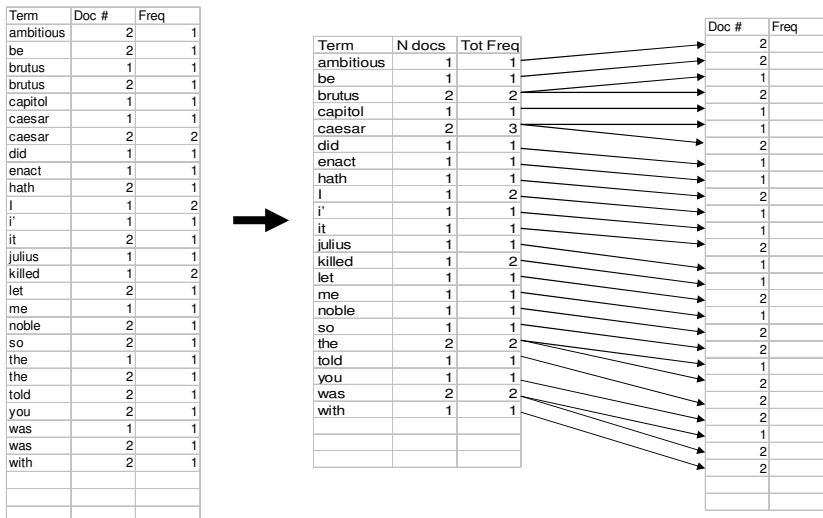 Term Doc # Freq
ambitious 2 1
be 2 1
brutus 1 1
brutus 2 1
capitol 1 1
caesar 1 1
caesar 2 2
did 1 1
enact 1 1
hath 2 1
I 1 2
i' 1 1
it 2 1
julius 1 1
killed 1 2
let 2 1
me 1 1
noble 2 1
so 2 1
the 1 1
the 2 1
told 2 1
you 2 1
was 1 1
was 2 1
with 2 1
Term N docs Tot Freq
ambitious 1 1
be 1 1
brutus 2 2
capitol 1 1
caesar 2 3
did 1 1
enact 1 1
hath 1 1
I 1 2
i' 1 1
it 1 1
julius 1 1
killed 1 2
let 1 1
me 1 1
noble 1 1
so 1 1
the 2 2
told 1 1
you 1 1
was 2 2
with 1 1
Doc # Freq
2
2
1
2
1
1
2
1
1
2
1
1
2
1
1
2
1
2
2
1
2
2
2
1
2
2